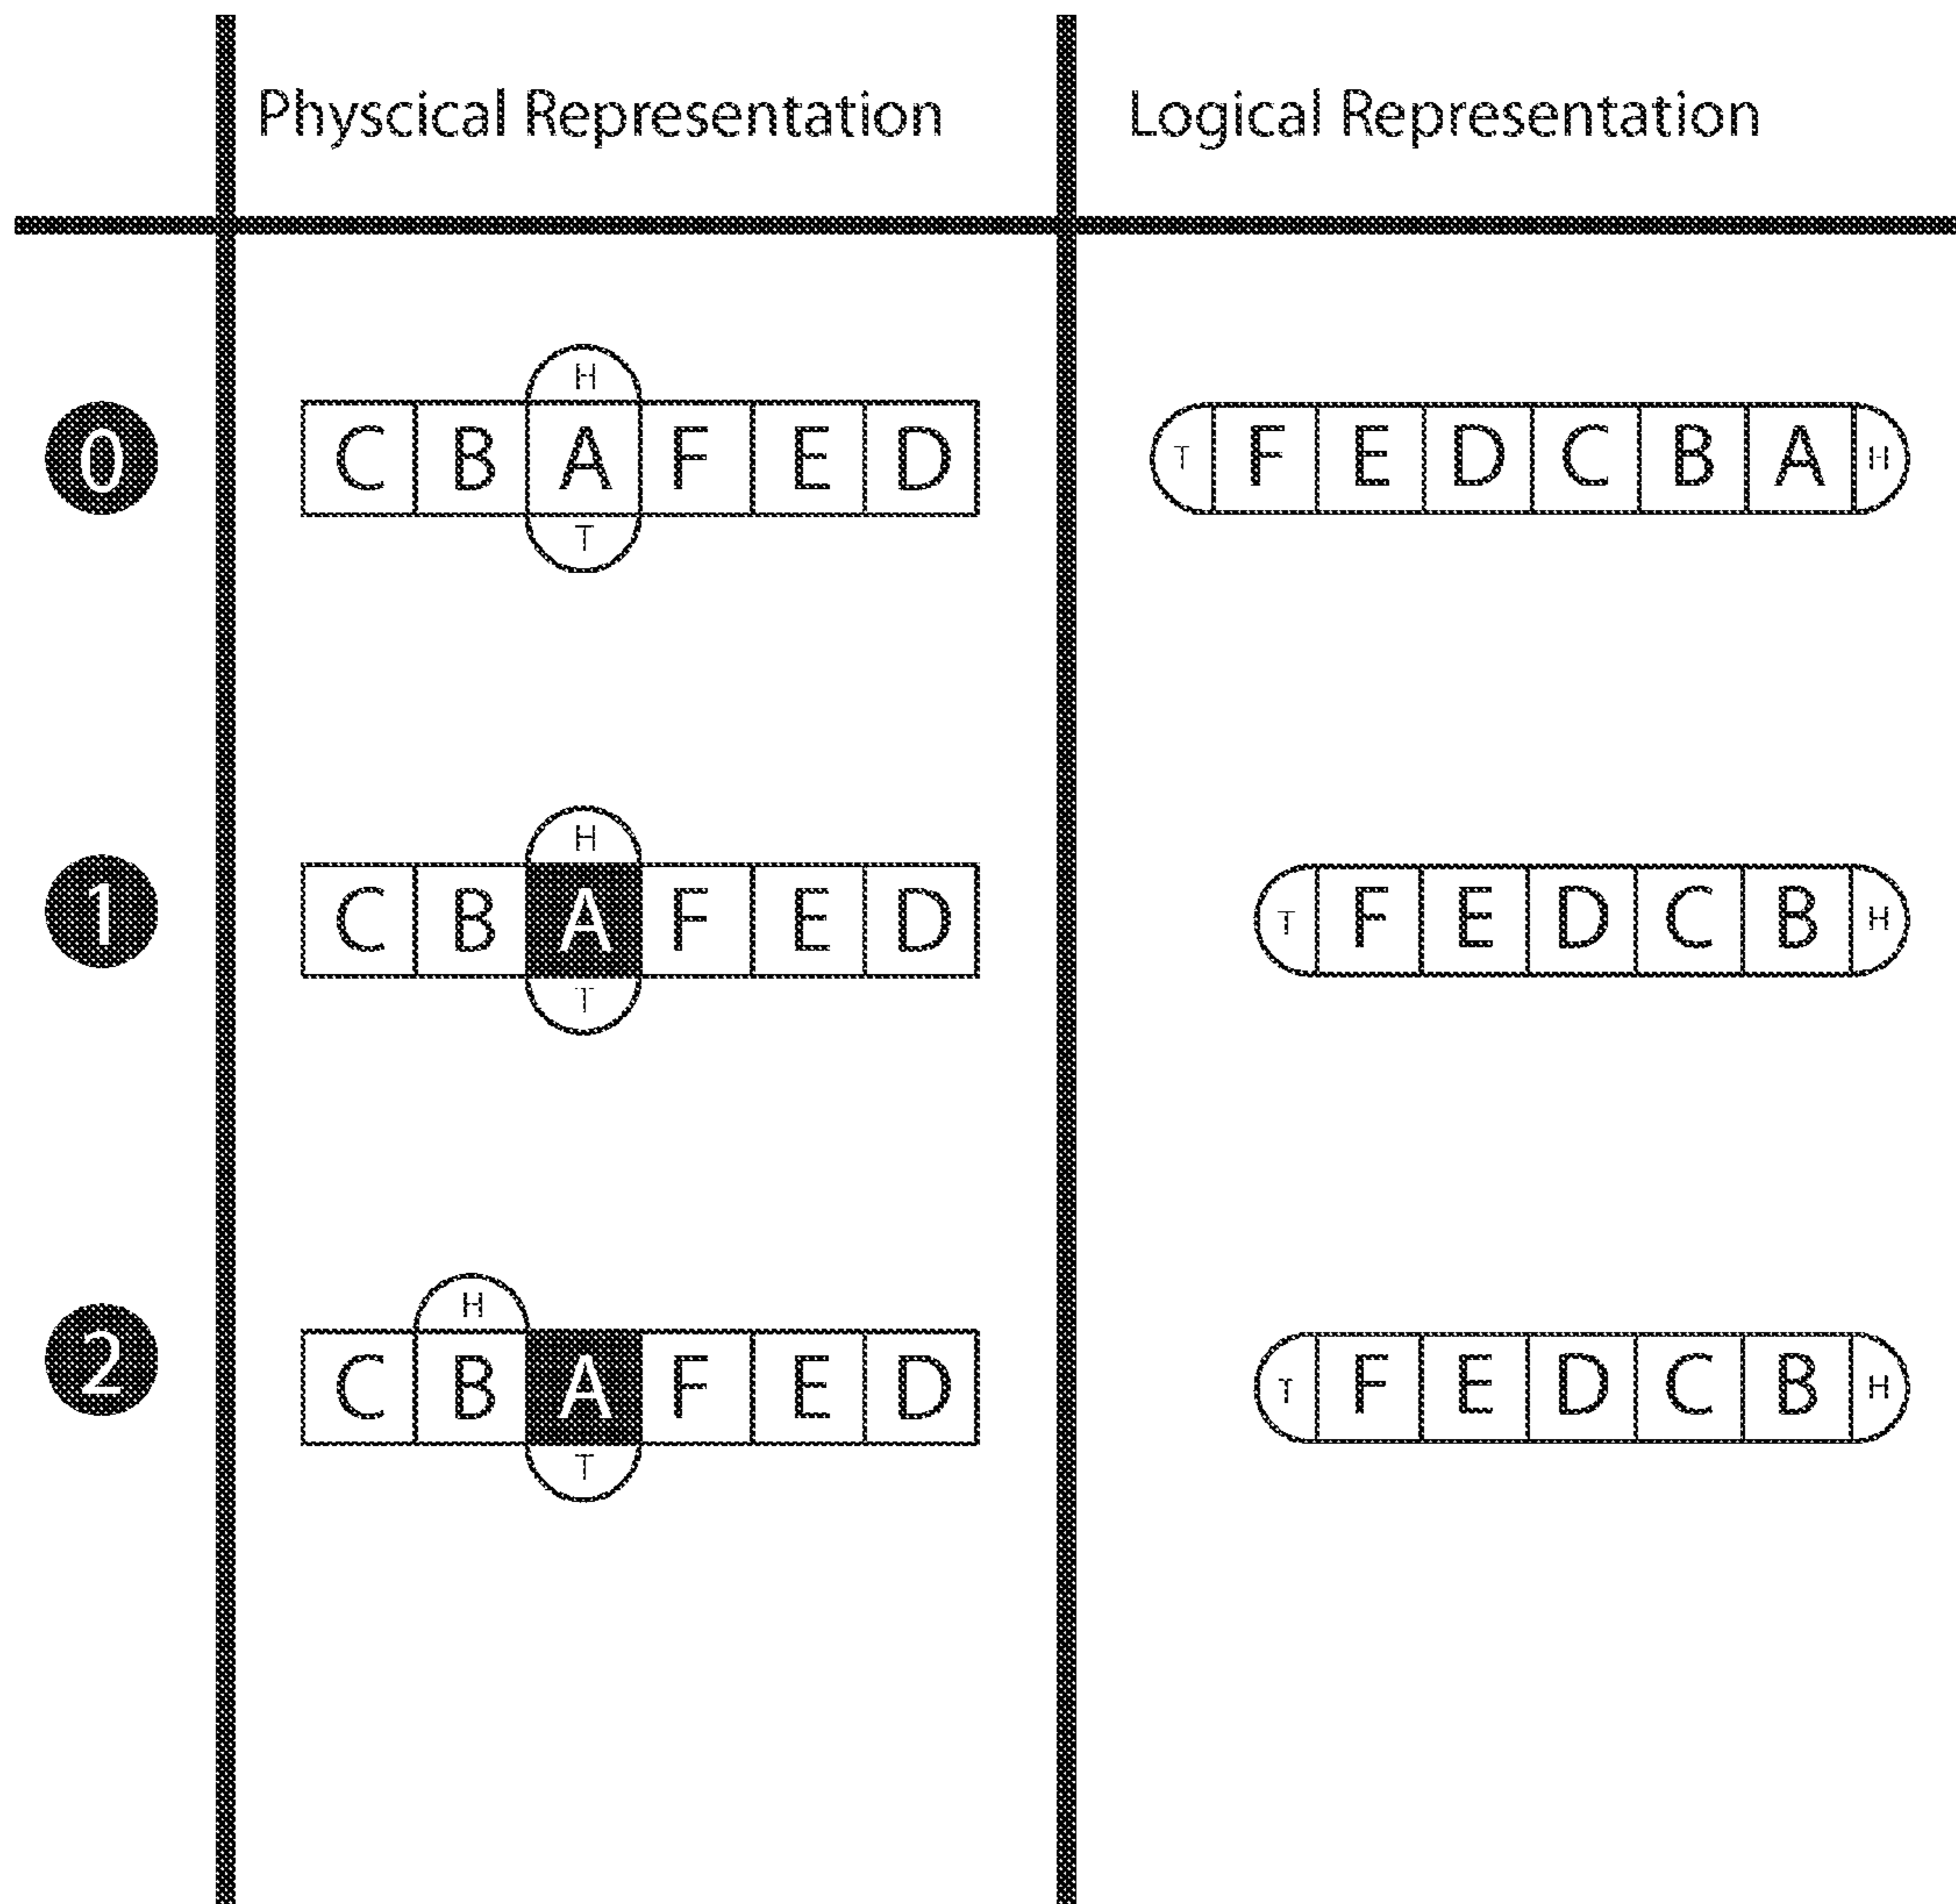 Physcical Representation Logical Representation
H
0 C B A F E D T F E D C B A H
T
H
1 C B A F E D T F E D C B H
T
H
2 C B A F E D T F E D C B H
T